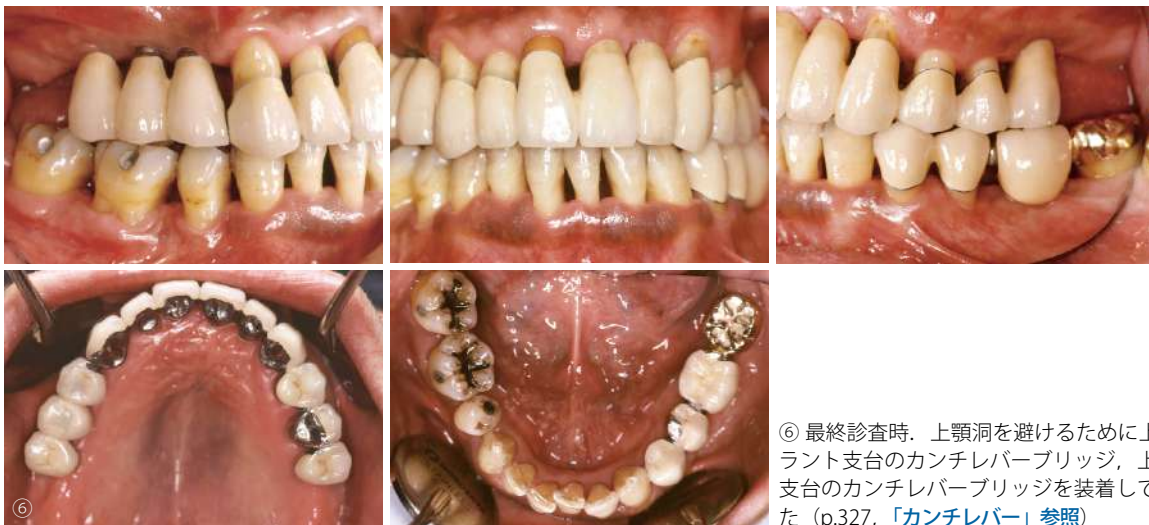 ⑥
⑥ 最終診査時．上顎洞を避けるために上
ラント支台のカンチレバーブリッジ，上
支台のカンチレバーブリッジを装着して
た（p.327，「カンチレバー」参照）